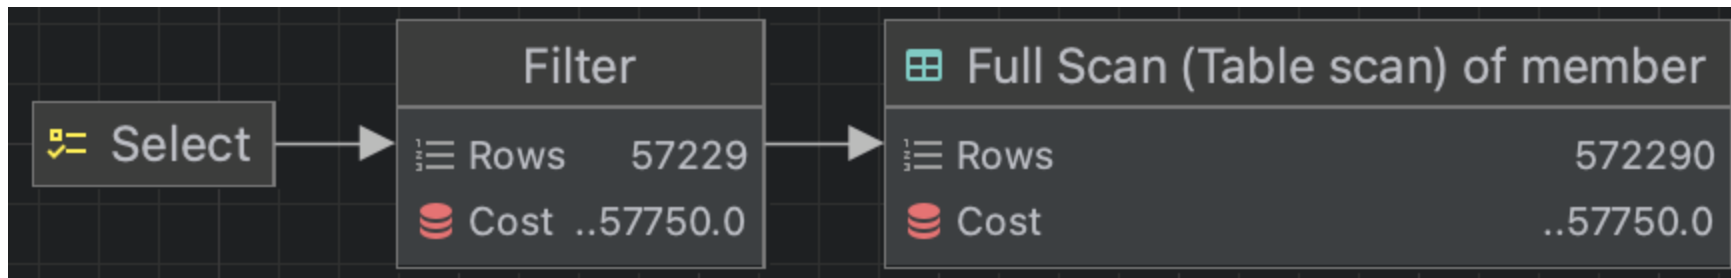 Select
Filter
Rows 57229
Cost ..57750.0
Full Scan (Table scan) of member
Rows 572290
Cost ..57750.0